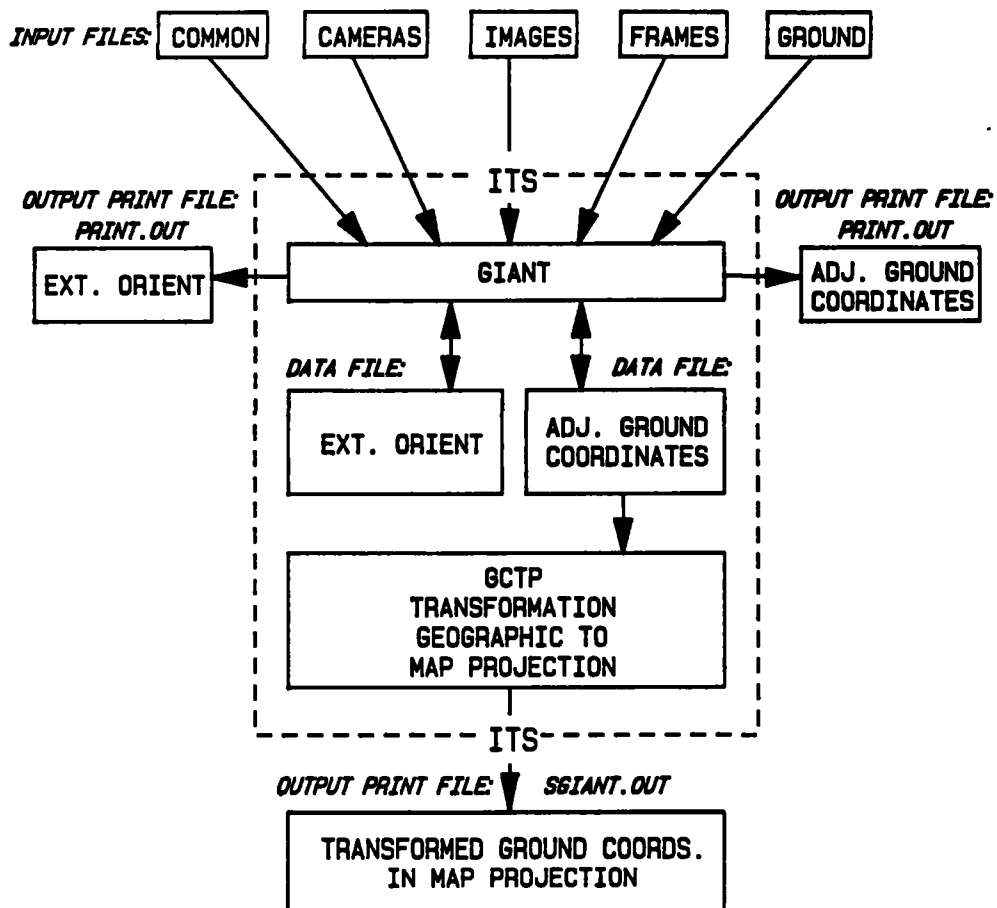 INPUT FILES: COMMON CAMERAS IMAGES FRAMES GROUND
ITS
OUTPUT PRINT FILE:
PRINT.OUT
OUTPUT PRINT FILE:
PRINT.OUT
EXT. ORIENT
GIANT
ADJ. GROUND
COORDINATES
DATA FILE:
DATA FILE:
EXT. ORIENT
ADJ. GROUND
COORDINATES
GCTP
TRANSFORMATION
GEOGRAPHIC TO
MAP PROJECTION
ITS
OUTPUT PRINT FILE: SGIANT.OUT
TRANSFORMED GROUND COORDS.
IN MAP PROJECTION